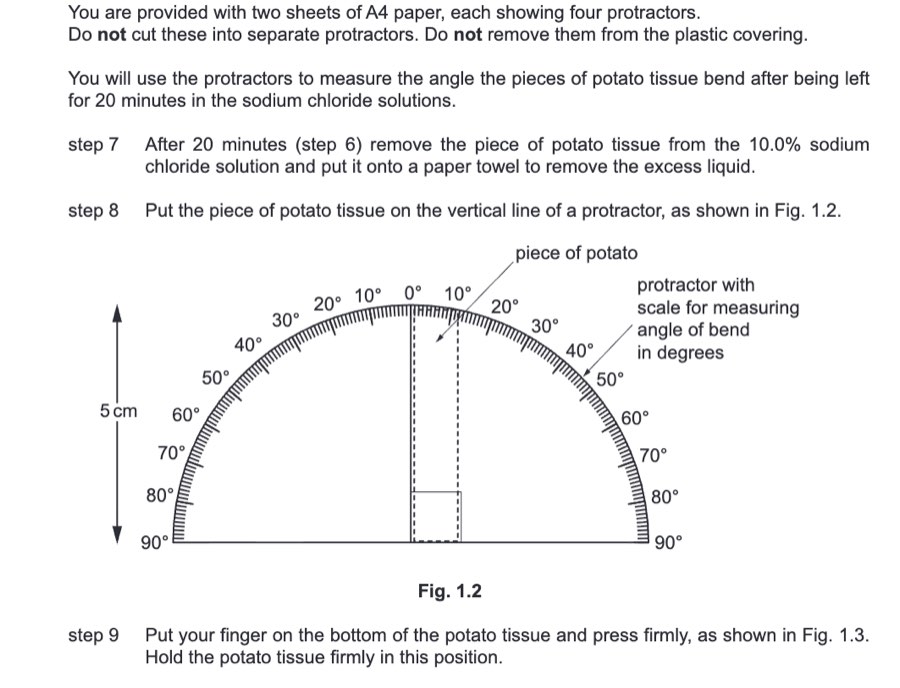 You are provided with two sheets of A4 paper, each showing four protractors.
Do not cut these into separate protractors. Do not remove them from the plastic covering.
You will use the protractors to measure the angle the pieces of potato tissue bend after being left
for 20 minutes in the sodium chloride solutions.
step 7 After 20 minutes (step 6) remove the piece of potato tissue from the 10.0% sodium
chloride solution and put it onto a paper towel to remove the excess liquid.
step 8 Put the piece of potato tissue on the vertical line of a protractor, as shown in Fig. 1.2.
piece of potato
protractor with
scale for measuring
angle of bend
in degrees
0°
10° 10°
20° 20°
30° 30°
40° 40°
50° 50°
5 cm
60° 60°
70° 70°
80° 80°
90° 90°
Fig. 1.2
step 9 Put your finger on the bottom of the potato tissue and press firmly, as shown in Fig. 1.3.
Hold the potato tissue firmly in this position.